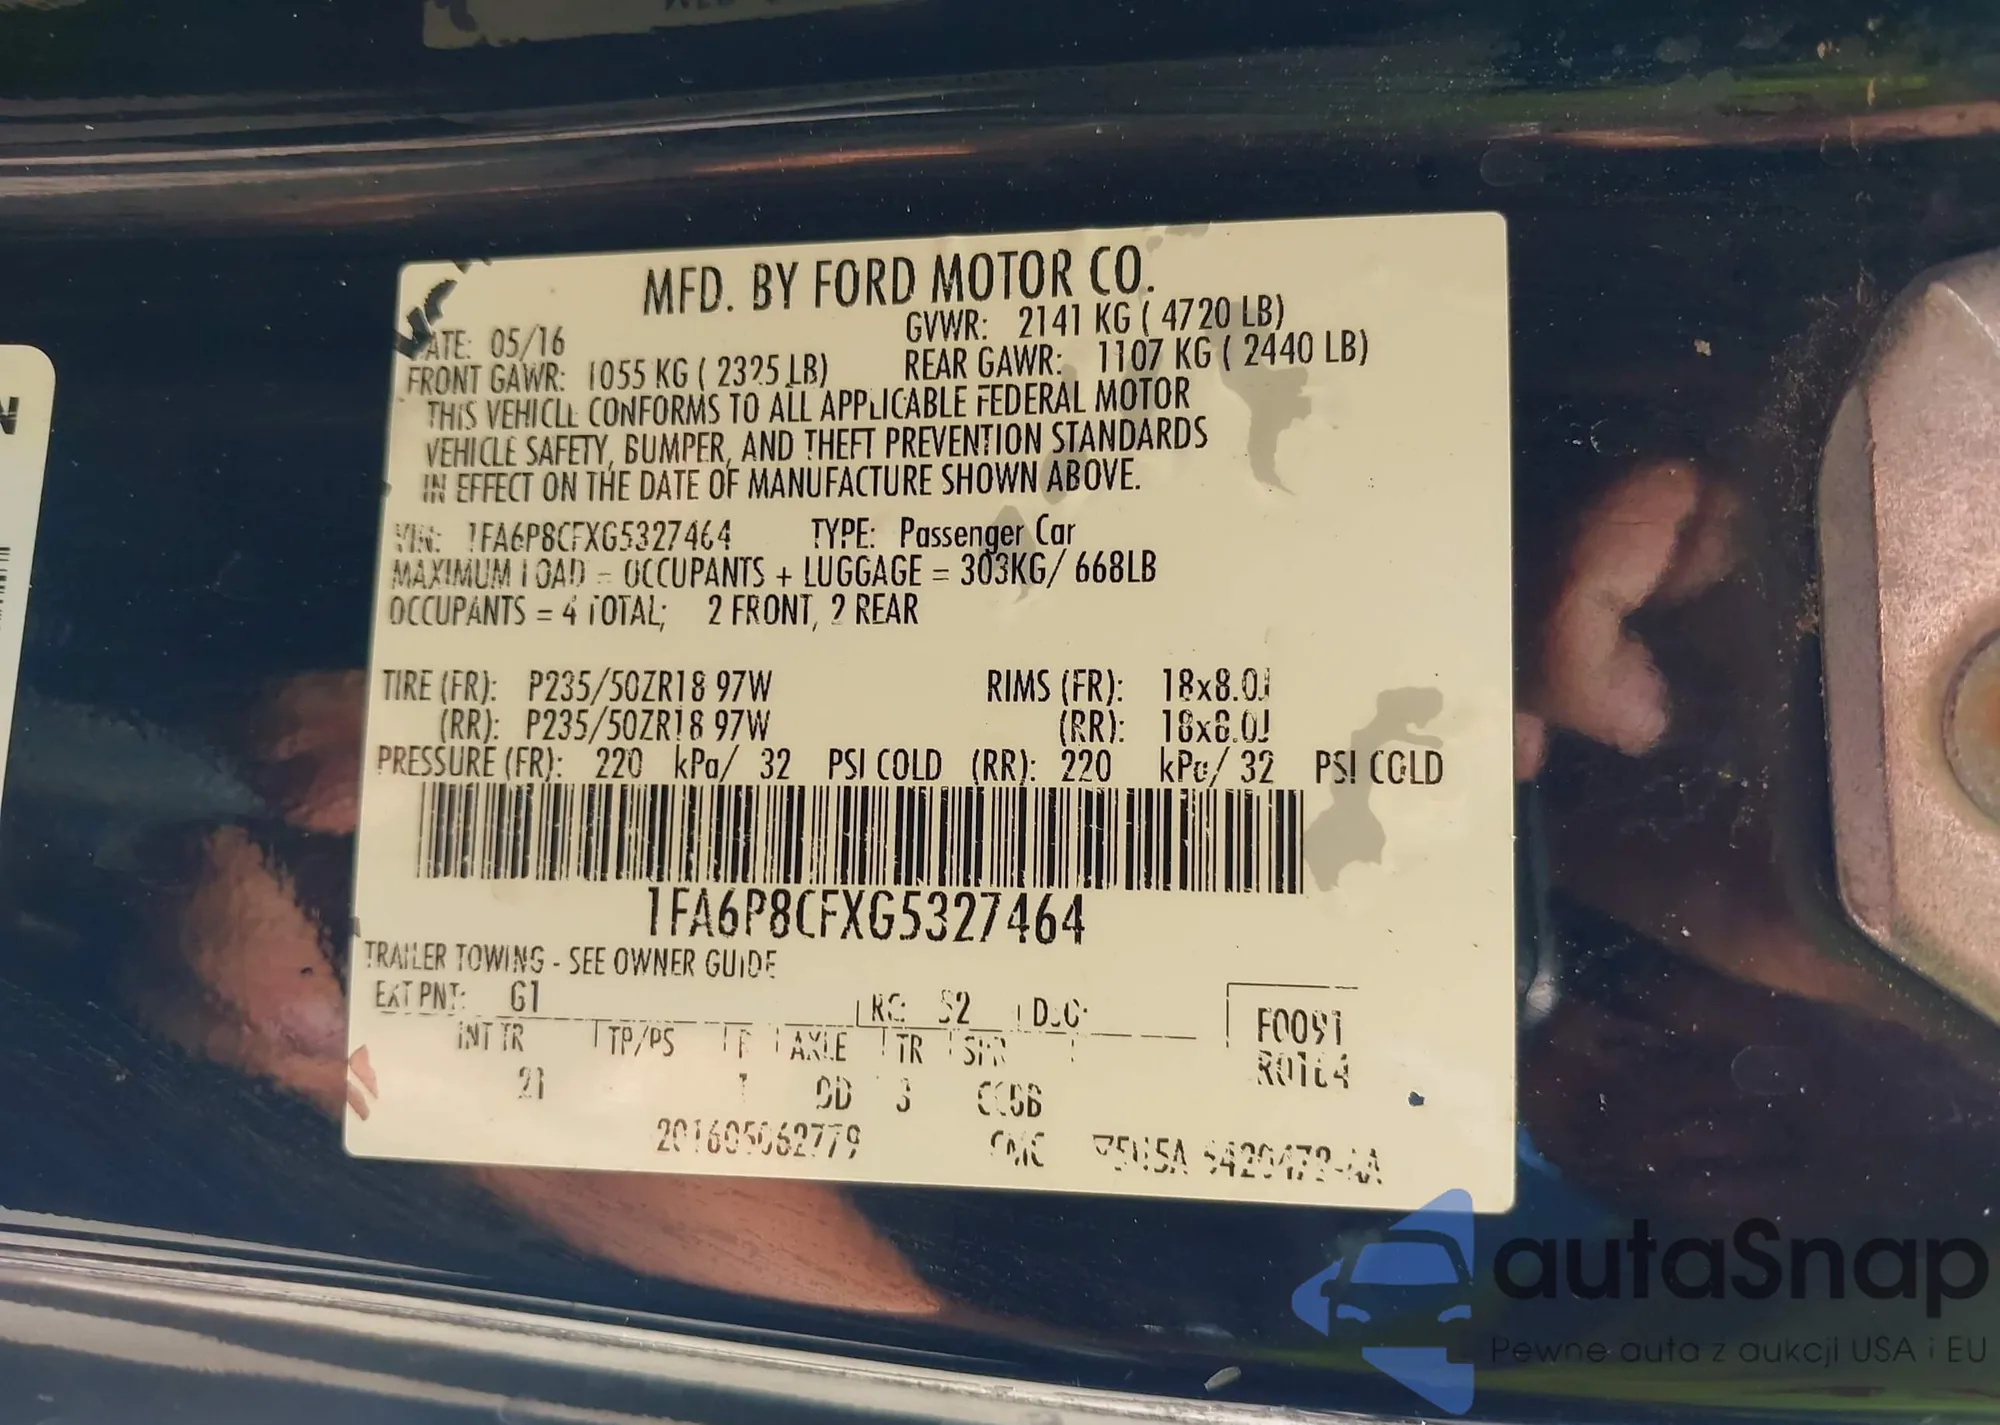 MFD. BY FORD MOTOR CO.
DATE: 05/16 GVWR: 2141 KG ( 4720 LB)
FRONT GAWR: 1055 KG ( 2325 LB) REAR GAWR: 1107 KG ( 2440 LB)
THIS VEHICLE CONFORMS TO ALL APPLICABLE FEDERAL MOTOR
VEHICLE SAFETY, BUMPER, AND THEFT PREVENTION STANDARDS
IN EFFECT ON THE DATE OF MANUFACTURE SHOWN ABOVE.
VIN: 1FA6P8CFXG5327464 TYPE: Passenger Car
MAXIMUM LOAD = OCCUPANTS + LUGGAGE = 303KG/ 668LB
OCCUPANTS = 4 TOTAL; 2 FRONT, 2 REAR
TIRE (FR): P235/50ZR18 97W RIMS (FR): 18x8.0J
(RR): P235/50ZR18 97W (RR): 18x8.0J
PRESSURE (FR): 220 kPa/ 32 PSI COLD (RR): 220 kPa/ 32 PSI COLD
1FA6P8CFXG5327464
TRAILER TOWING - SEE OWNER GUIDE
EXT PNT: G1 RC: 52 DSO:
F0091
INT TR TP/PS R AXLE TR SPR
R0164
21
201605062779
autaSnap
Pewne auta z aukcji USA i EU